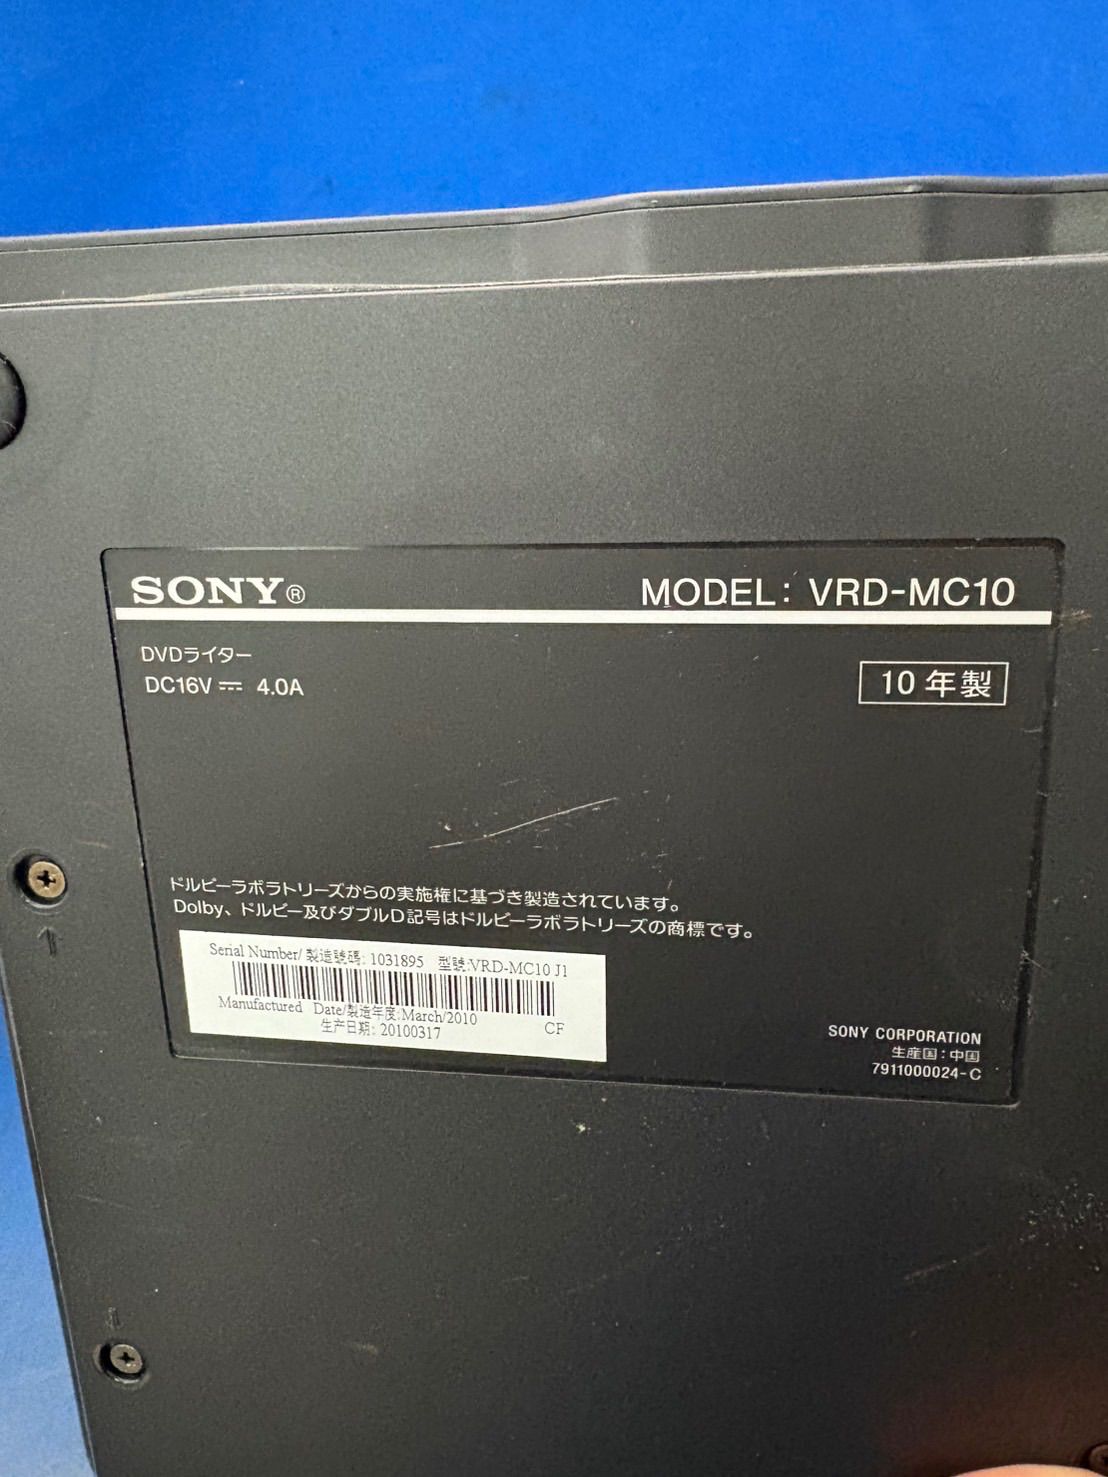 SONY®
MODEL: VRD-MC10
DVDライター
DC16V ⎓ 4.0A
10 年製
ドルビーラボラトリーズからの実施権に基づき製造されています。
Dolby、ドルビー及びダブルD記号はドルビーラボラトリーズの商標です。
Serial Number/ 製造號碼: 1031895 型號:VRD-MC10 J1
Manufactured Date/製造年度:March/2010
生产日期: 20100317 CF
SONY CORPORATION
生産国：中国
7911000024-C